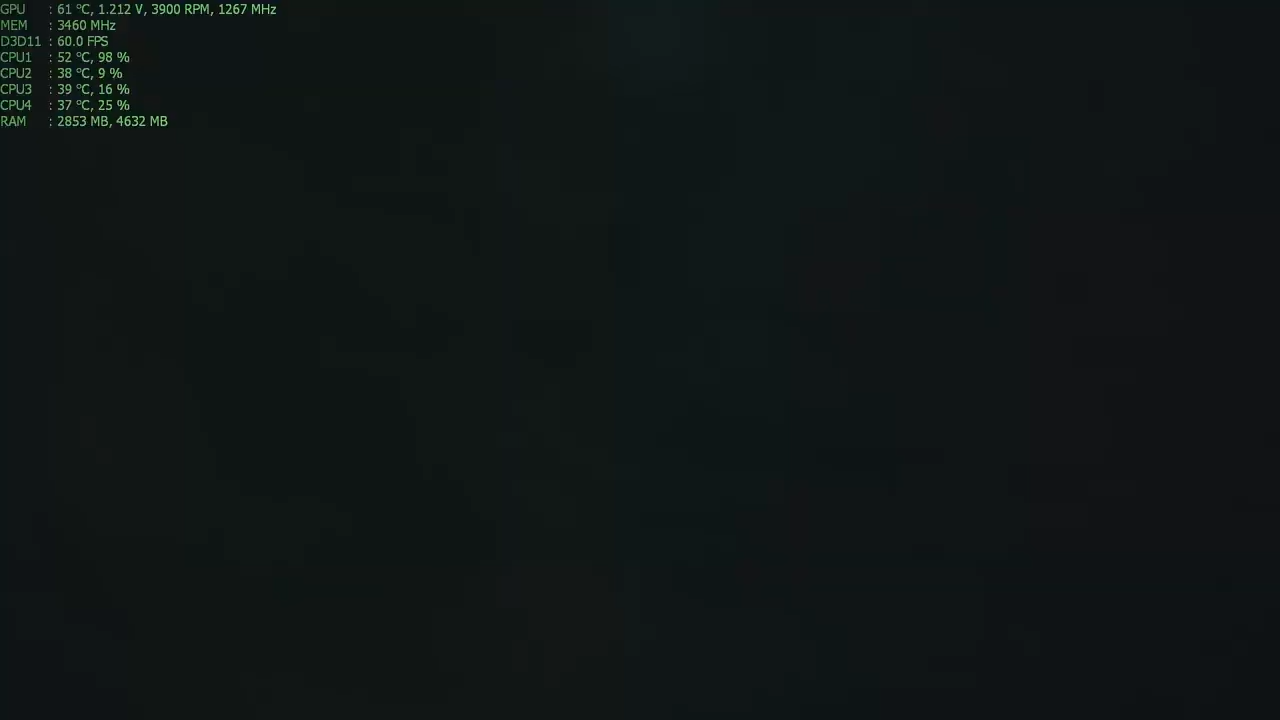 GPU : 61 °C, 1.212 V, 3900 RPM, 1267 MHz
MEM : 3460 MHz
D3D11 : 60.0 FPS
CPU1 : 52 °C, 98 %
CPU2 : 38 °C, 9 %
CPU3 : 39 °C, 16 %
CPU4 : 37 °C, 25 %
RAM : 2853 MB, 4632 MB